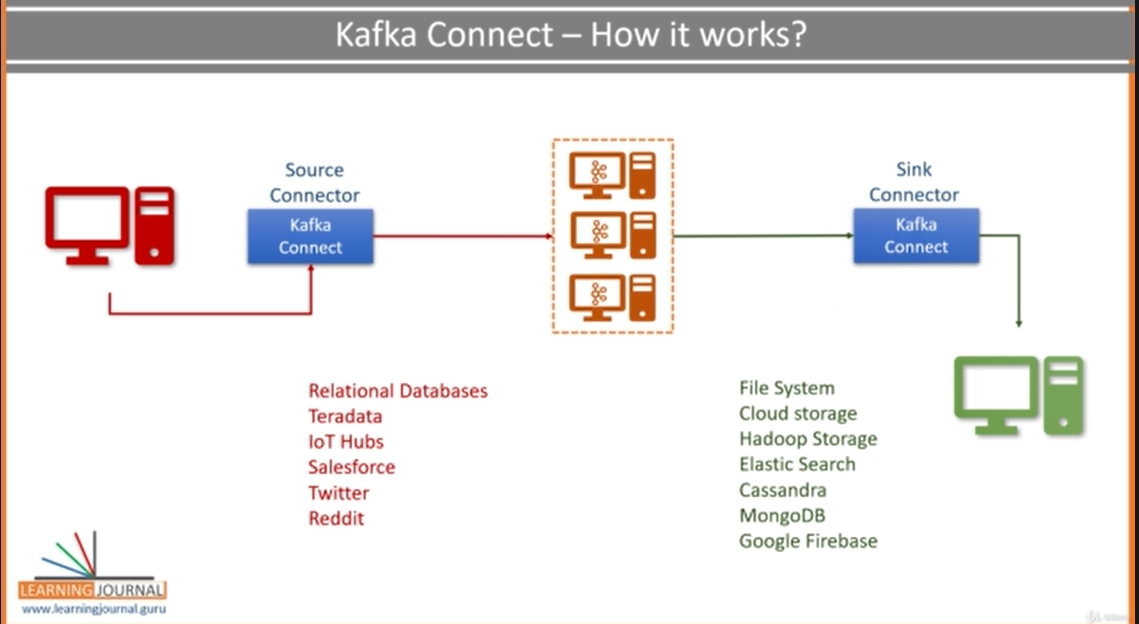 Kafka Connect – How it works?
Source
Connector
Kafka
Connect
Sink
Connector
Kafka
Connect
Relational Databases
Teradata
IoT Hubs
Salesforce
Twitter
Reddit
File System
Cloud storage
Hadoop Storage
Elastic Search
Cassandra
MongoDB
Google Firebase
LEARNING JOURNAL
www.learningjournal.guru